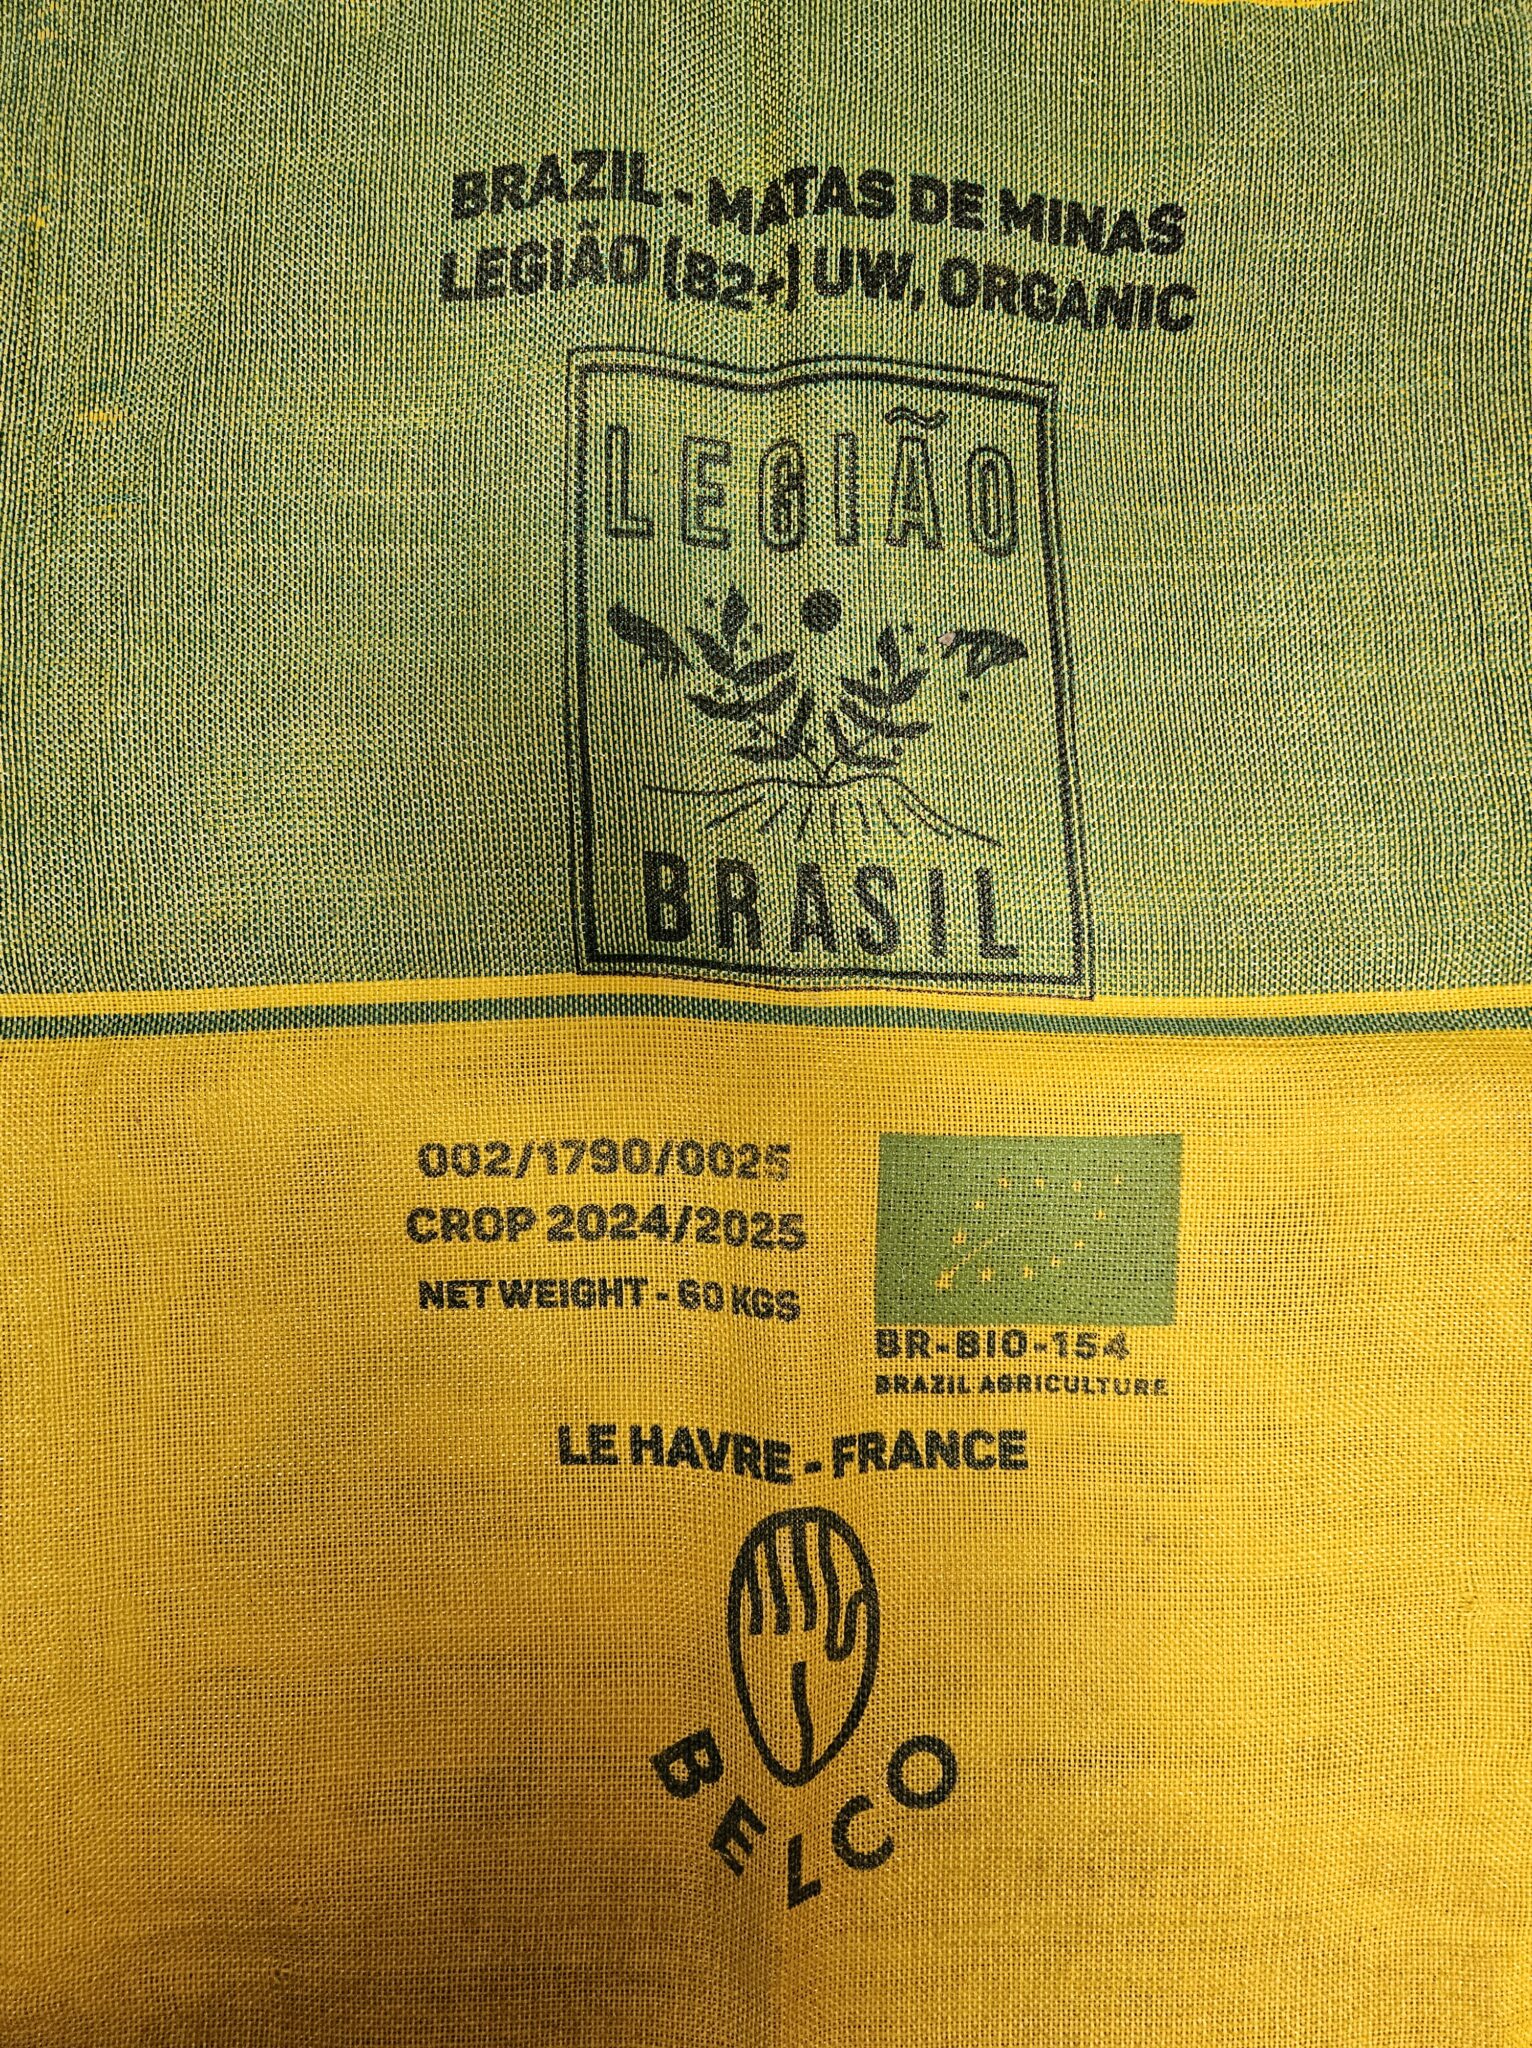 BRAZIL - MATAS DE MINAS
LEGIÃO (82+) UW, ORGANIC
LEGIÃO
BRASIL
002/1790/0025
CROP 2024/2025
NET WEIGHT - 60 KGS
BR-BIO-154
BRAZIL AGRICULTURE
LE HAVRE - FRANCE
BELCO